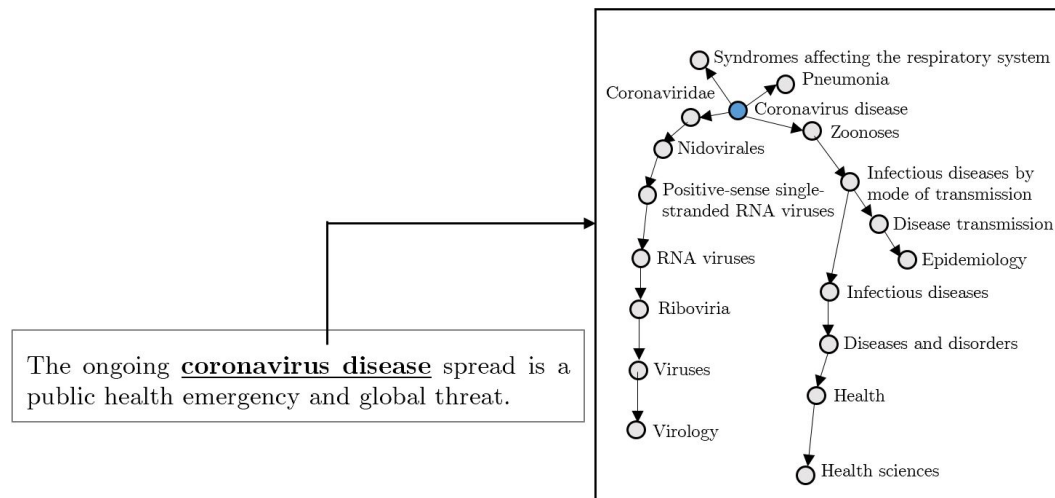 Syndromes affecting the respiratory system
Pneumonia
Coronaviridae
Coronavirus disease
Zoonoses
Nidovirales
Infectious diseases by
mode of transmission
Positive-sense single-
stranded RNA viruses
Disease transmission
RNA viruses
Epidemiology
Infectious diseases
Riboviria
Diseases and disorders
The ongoing coronavirus disease spread is a
public health emergency and global threat.
Viruses
Health
Virology
Health sciences